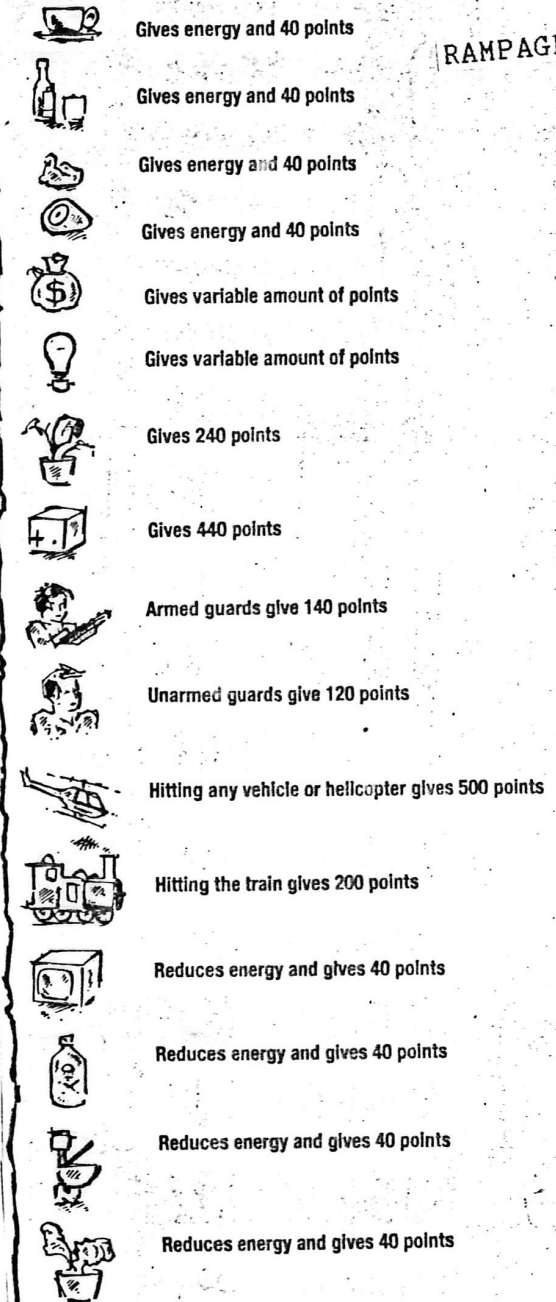 Gives energy and 40 points
RAMPAG
Gives energy and 40 points
Gives energy and 40 points
Gives energy and 40 points
$
Gives variable amount of points
Gives variable amount of points
Gives 240 points
Gives 440 points
Armed guards give 140 points
Unarmed guards give 120 points
Hitting any vehicle or helicopter gives 500 points
Hitting the train gives 200 points
Reduces energy and gives 40 points
Reduces energy and gives 40 points
Reduces energy and gives 40 points
Reduces energy and gives 40 points